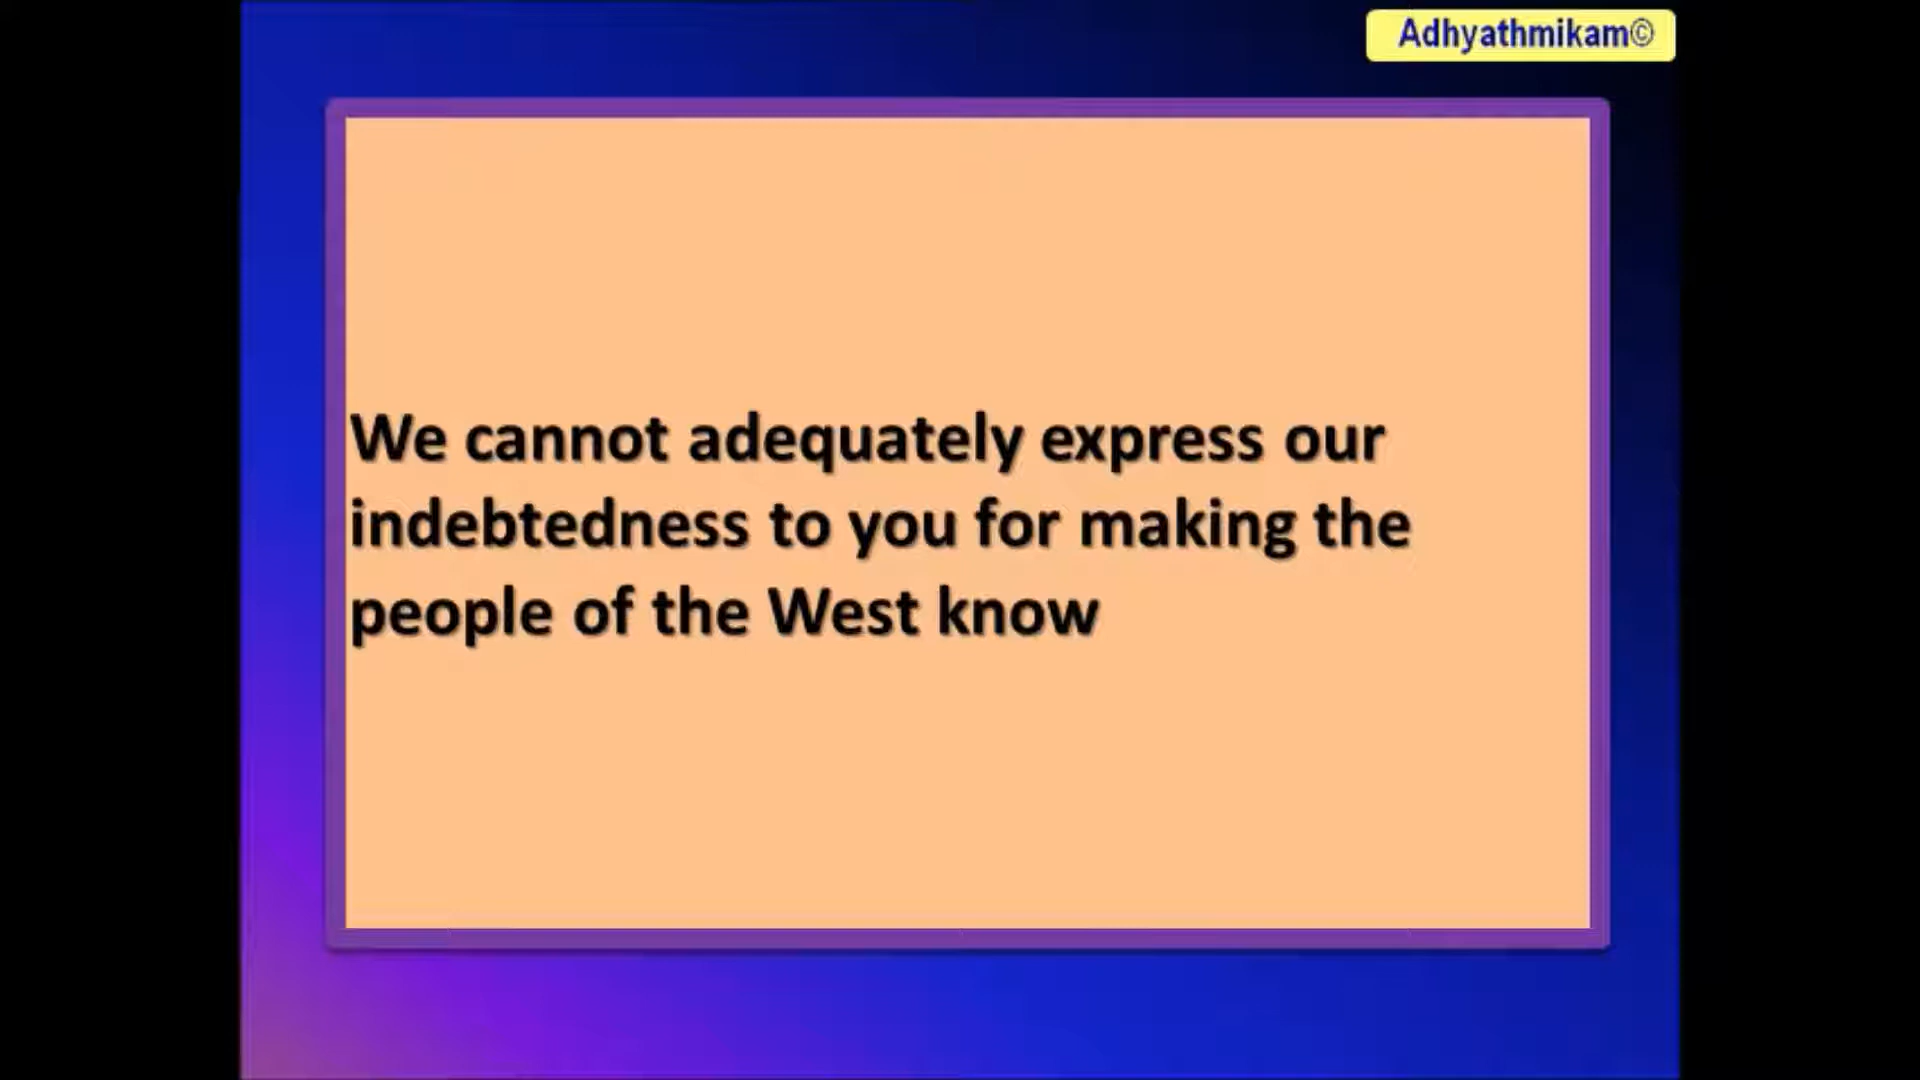 Adhyathmikam©
We cannot adequately express our
indebtedness to you for making the
people of the West know